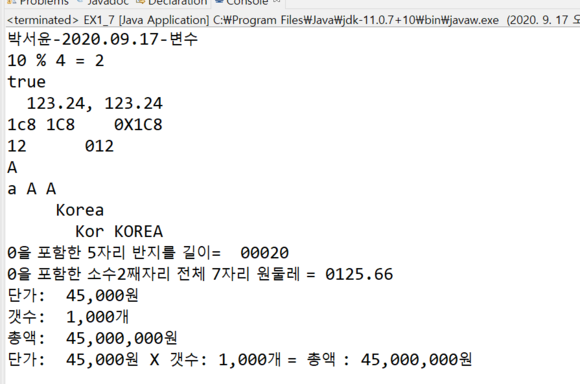 Problems Javadoc Declaration Console
<terminated> EX1_7 [Java Application] C:₩Program Files₩Java₩jdk-11.0.7+10₩bin₩javaw.exe (2020. 9. 17
박서윤-2020.09.17-변수
10 % 4 = 2
true
  123.24, 123.24
1c8 1C8    0X1C8
12      012
A
a A A
     Korea
       Kor KOREA
0을 포함한 5자리 반지름 길이=  00020
0을 포함한 소수2째자리 전체 7자리 원둘레 = 0125.66
단가:  45,000원
갯수:  1,000개
총액:  45,000,000원
단가:  45,000원 X 갯수: 1,000개 = 총액 : 45,000,000원